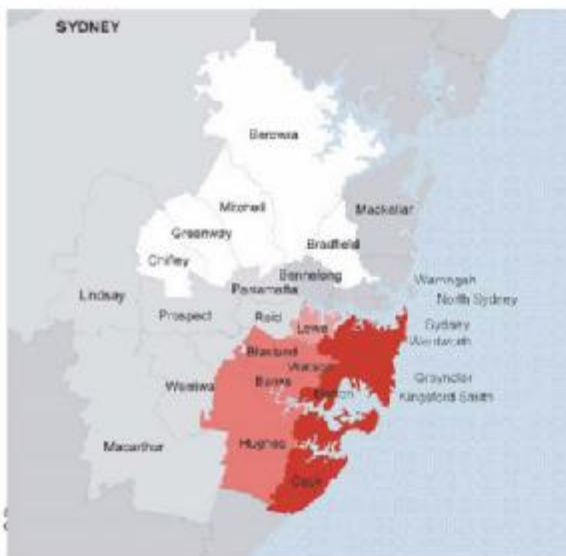 SYDNEY
Berowra
Mackellar
Mitchell
Greenway
Bradfield
Chifley
Bennelong
Parramatta
Warringah
Lindsay
North Sydney
Prospect
Reid
Lowe
Sydney
Wentworth
Blaxland
Watson
Banks
Grayndler
Werriwa
Barton
Kingsford Smith
Macarthur
Hughes
Cook